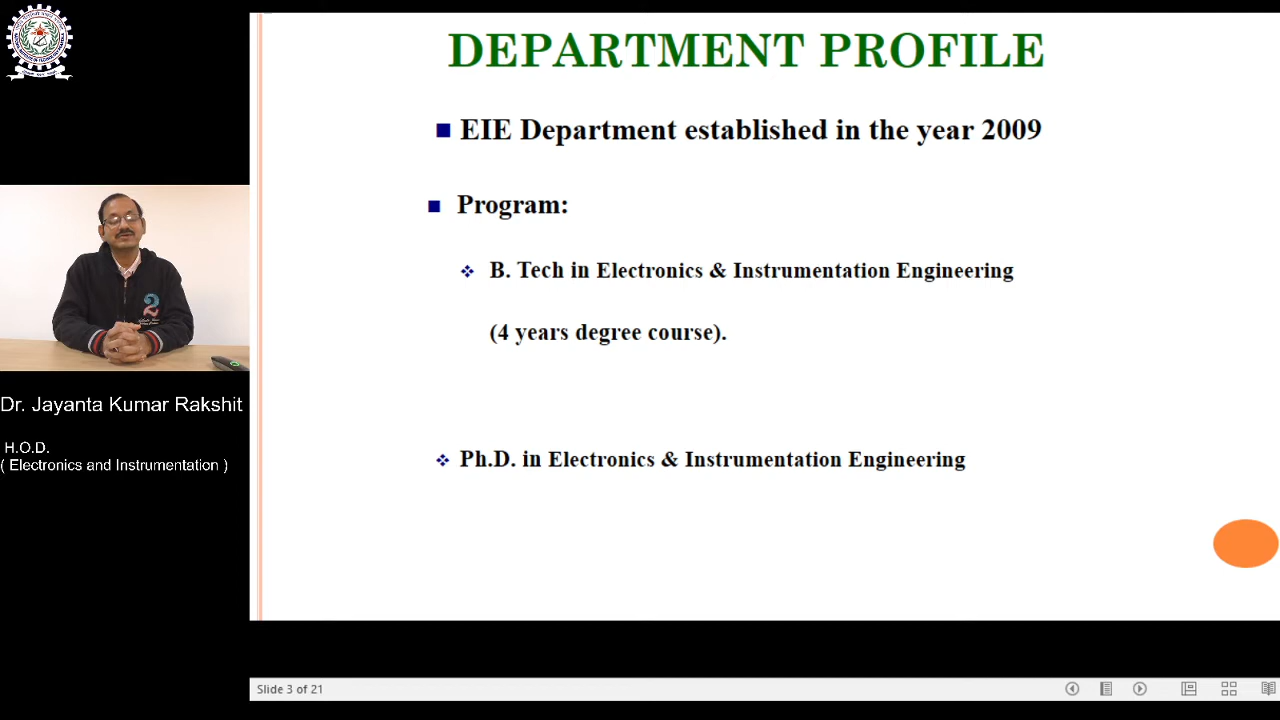 DEPARTMENT PROFILE
EIE Department established in the year 2009
Program:
B. Tech in Electronics & Instrumentation Engineering
(4 years degree course).
Ph.D. in Electronics & Instrumentation Engineering
2
Dr. Jayanta Kumar Rakshit
H.O.D.
( Electronics and Instrumentation )
Slide 3 of 21